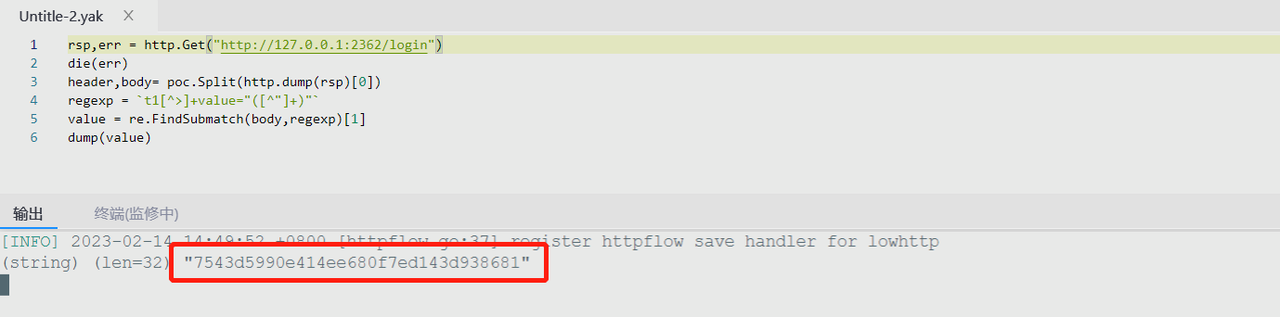 Untitle-2.yak ×
1 rsp,err = http.Get("http://127.0.0.1:2362/login")
2 die(err)
3 header,body= poc.Split(http.dump(rsp)[0])
4 regexp = `t1[^>]+value="([^"]+)"`
5 value = re.FindSubmatch(body,regexp)[1]
6 dump(value)
输出 终端(监修中)
[INFO] 2023-02-14 14:49:52 +0800 [httpflow.go:37] register httpflow save handler for lowhttp
(string) (len=32) "7543d5990e414ee680f7ed143d938681"